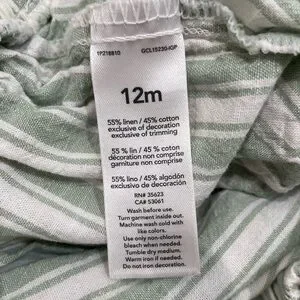 1P218810 GCL15230-IGP
12m
55% linen / 45% cotton
exclusive of decoration
exclusive of trimming
55 % lin / 45 % coton
décoration non comprise
garniture non comprise
55% lino / 45% algodón
exclusivo de decoración
RN# 35623
CA# 53061
Wash before use.
Turn garment inside out.
Machine wash cold with
like colors.
Use only non-chlorine
bleach when needed.
Tumble dry medium.
Warm iron if needed.
Do not dry clean.